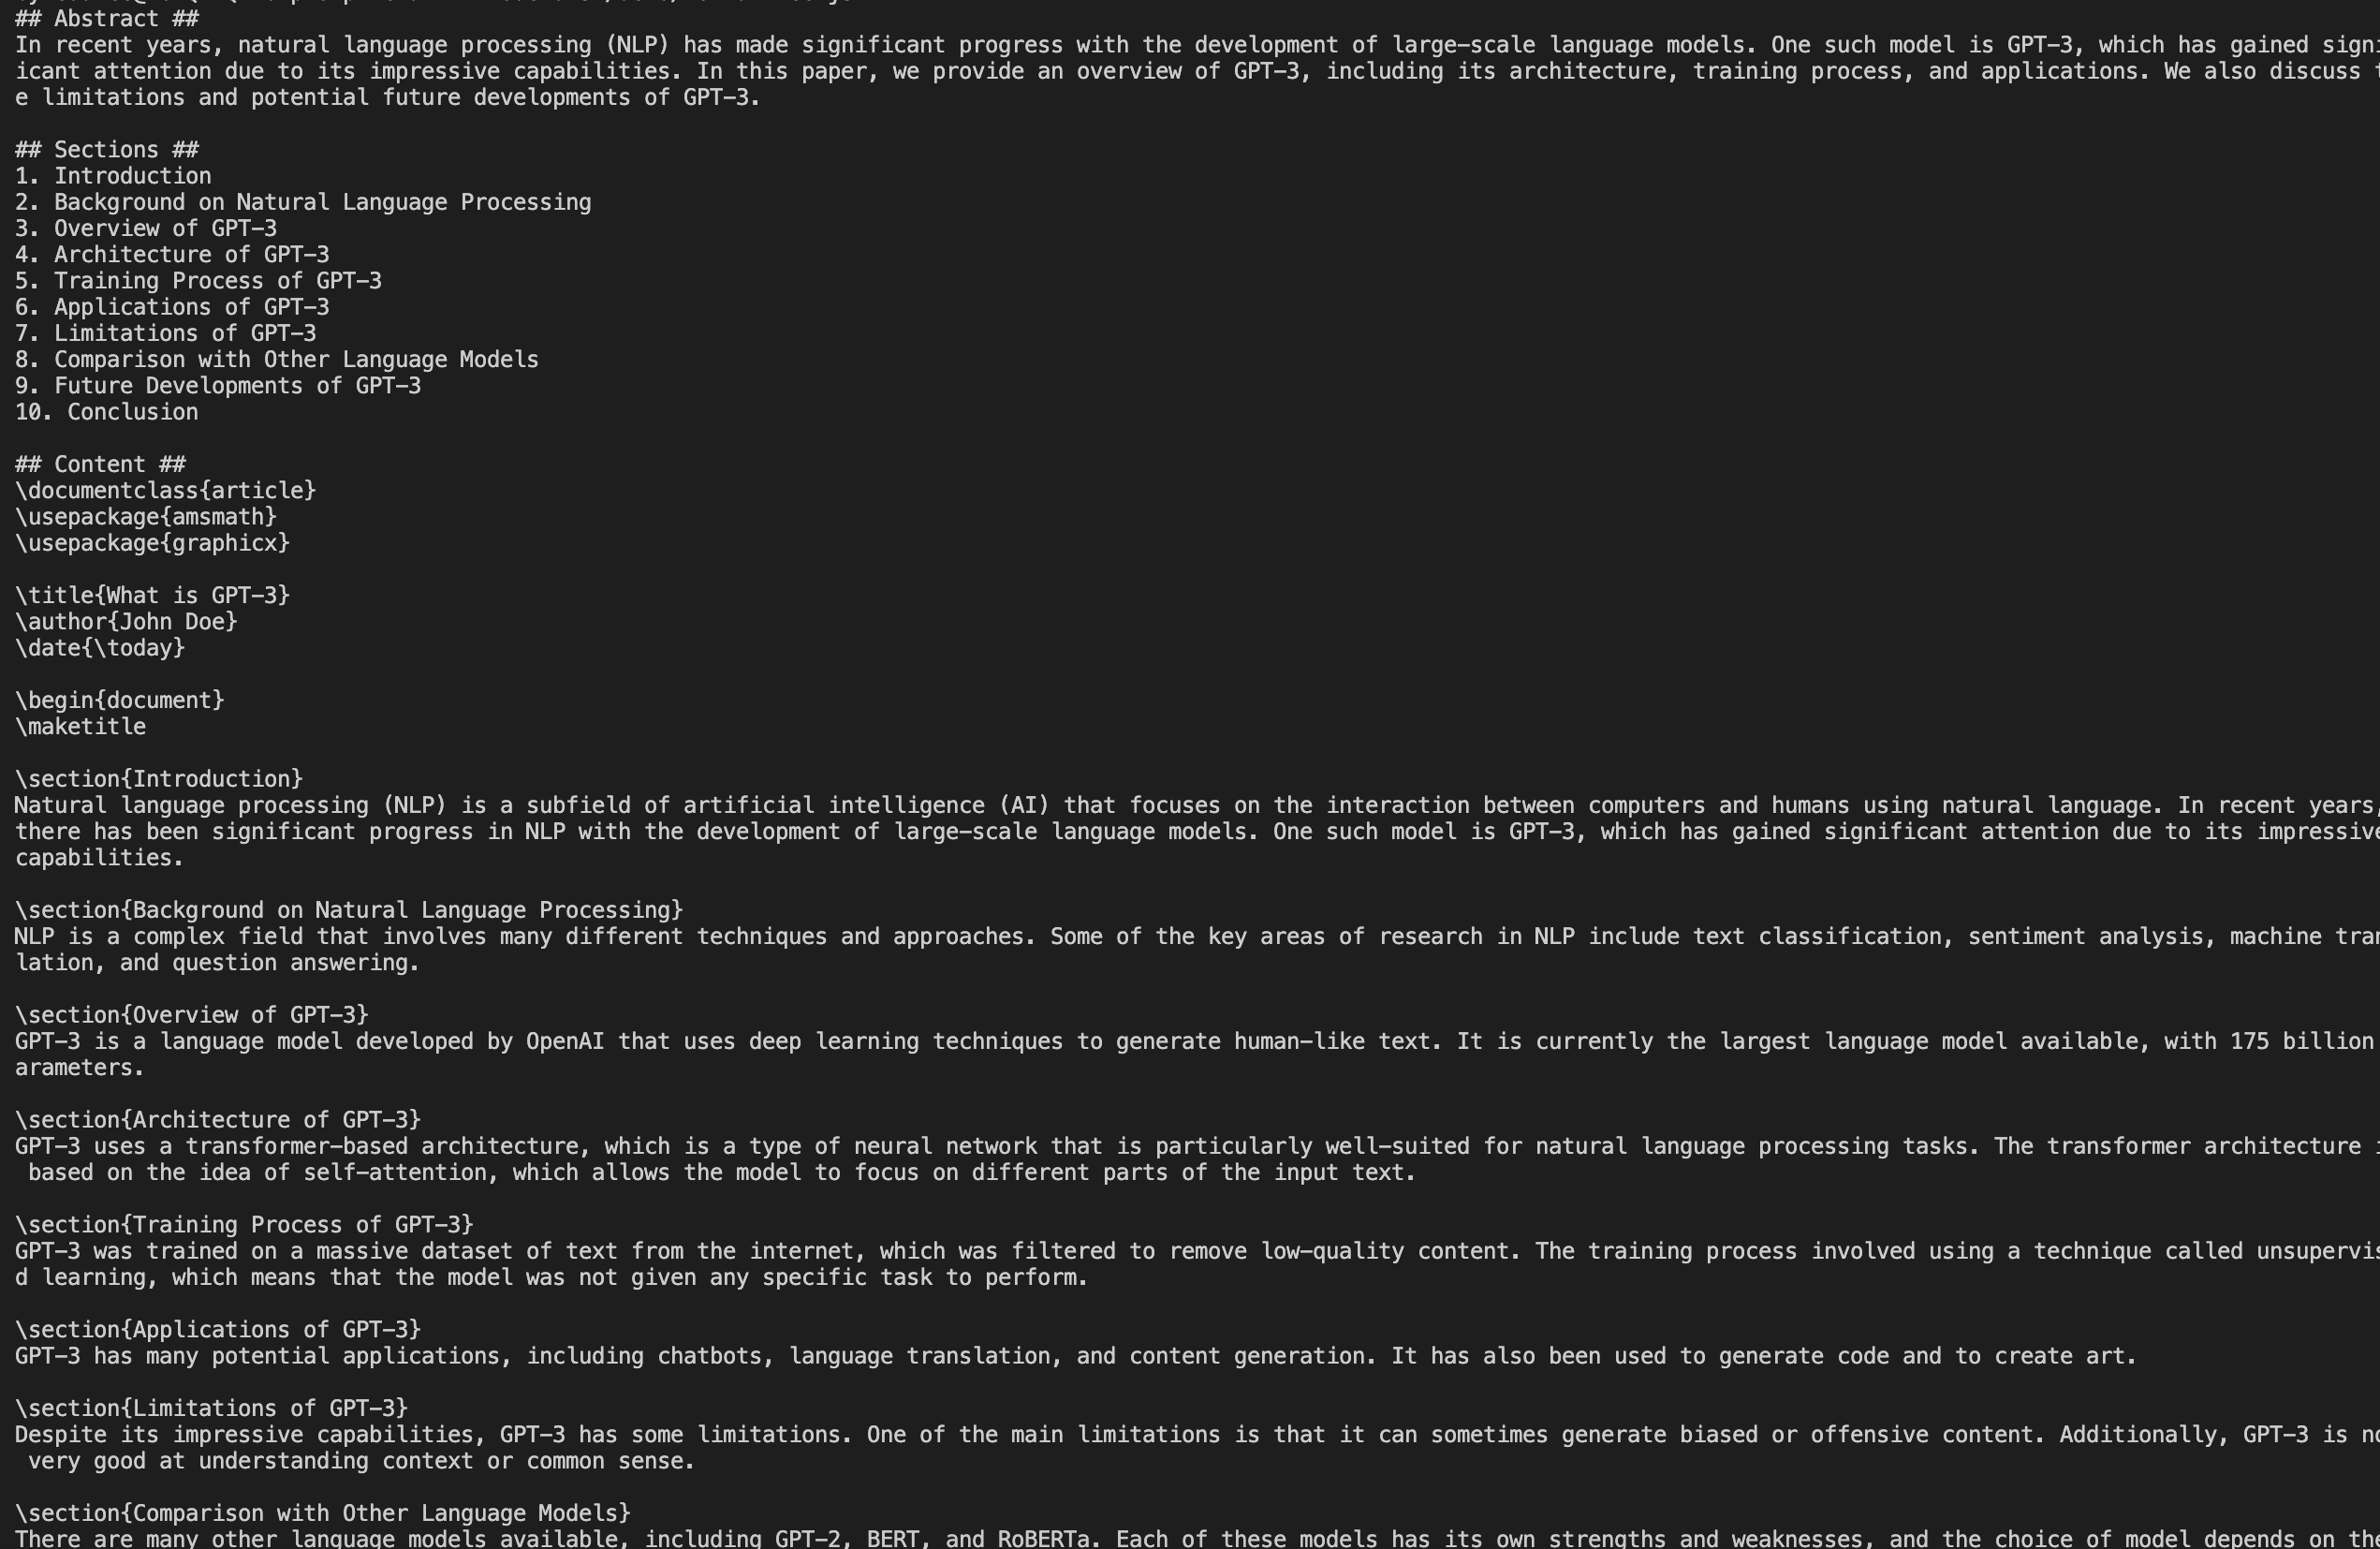 ## Abstract ##
In recent years, natural language processing (NLP) has made significant progress with the development of large-scale language models. One such model is GPT-3, which has gained signi
icant attention due to its impressive capabilities. In this paper, we provide an overview of GPT-3, including its architecture, training process, and applications. We also discuss
e limitations and potential future developments of GPT-3.
## Sections ##
1. Introduction
2. Background on Natural Language Processing
3. Overview of GPT-3
4. Architecture of GPT-3
5. Training Process of GPT-3
6. Applications of GPT-3
7. Limitations of GPT-3
8. Comparison with Other Language Models
9. Future Developments of GPT-3
10. Conclusion
## Content ##
\documentclass{article}
\usepackage{amsmath}
\usepackage{graphicx}
\title{What is GPT-3}
\author{John Doe}
\date{\today}
\begin{document}
\maketitle
\section{Introduction}
Natural language processing (NLP) is a subfield of artificial intelligence (AI) that focuses on the interaction between computers and humans using natural language. In recent years,
there has been significant progress in NLP with the development of large-scale language models. One such model is GPT-3, which has gained significant attention due to its impressive
capabilities.
\section{Background on Natural Language Processing}
NLP is a complex field that involves many different techniques and approaches. Some of the key areas of research in NLP include text classification, sentiment analysis, machine tran
lation, and question answering.
\section{Overview of GPT-3}
GPT-3 is a language model developed by OpenAI that uses deep learning techniques to generate human-like text. It is currently the largest language model available, with 175 billion
arameters.
\section{Architecture of GPT-3}
GPT-3 uses a transformer-based architecture, which is a type of neural network that is particularly well-suited for natural language processing tasks. The transformer architecture i
based on the idea of self-attention, which allows the model to focus on different parts of the input text.
\section{Training Process of GPT-3}
GPT-3 was trained on a massive dataset of text from the internet, which was filtered to remove low-quality content. The training process involved using a technique called unsupervis
d learning, which means that the model was not given any specific task to perform.
\section{Applications of GPT-3}
GPT-3 has many potential applications, including chatbots, language translation, and content generation. It has also been used to generate code and to create art.
\section{Limitations of GPT-3}
Despite its impressive capabilities, GPT-3 has some limitations. One of the main limitations is that it can sometimes generate biased or offensive content. Additionally, GPT-3 is no
very good at understanding context or common sense.
\section{Comparison with Other Language Models}
There are many other language models available, including GPT-2, BERT, and RoBERTa. Each of these models has its own strengths and weaknesses, and the choice of model depends on the